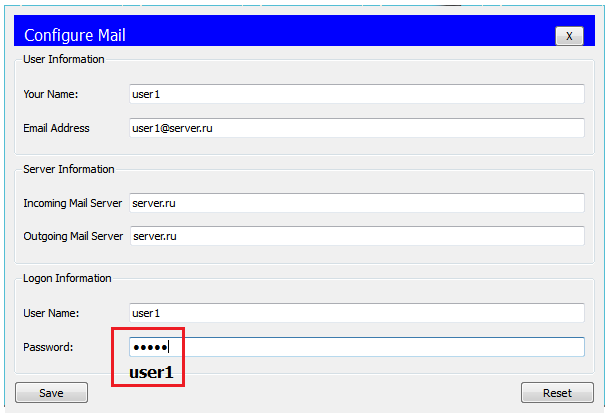 Configure Mail X
User Information
Your Name: user1
Email Address user1@server.ru
Server Information
Incoming Mail Server server.ru
Outgoing Mail Server server.ru
Logon Information
User Name: user1
Password: •••••
user1
Save Reset